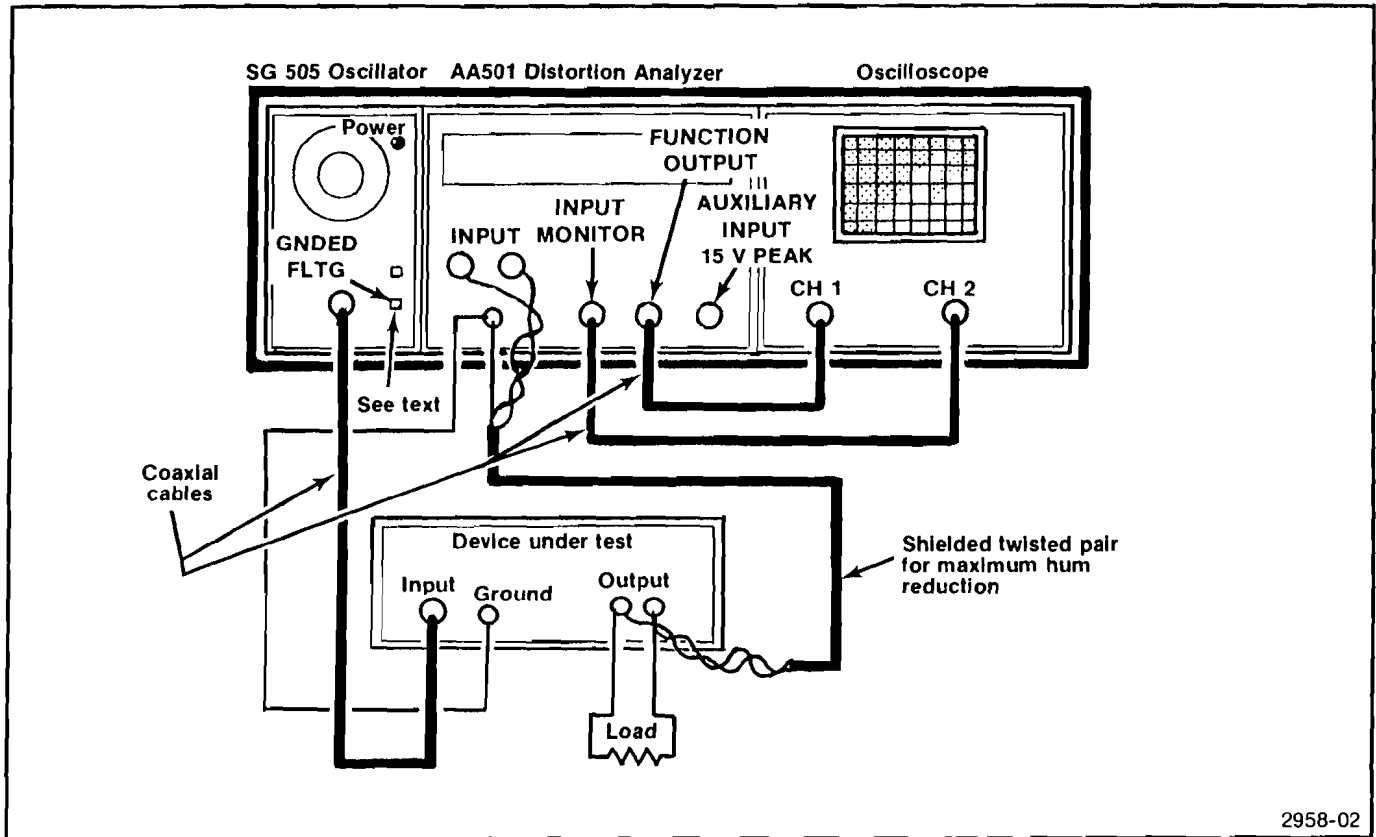 SG 505 Oscillator
AA501 Distortion Analyzer
Oscilloscope
Power
FUNCTION
OUTPUT
GNDED
FLTG
INPUT
INPUT
MONITOR
AUXILIARY
INPUT
15 V PEAK
CH 1
CH 2
See text
Coaxial
cables
Device under test
Input
Ground
Output
Shielded twisted pair
for maximum hum
reduction
Load
2958-02